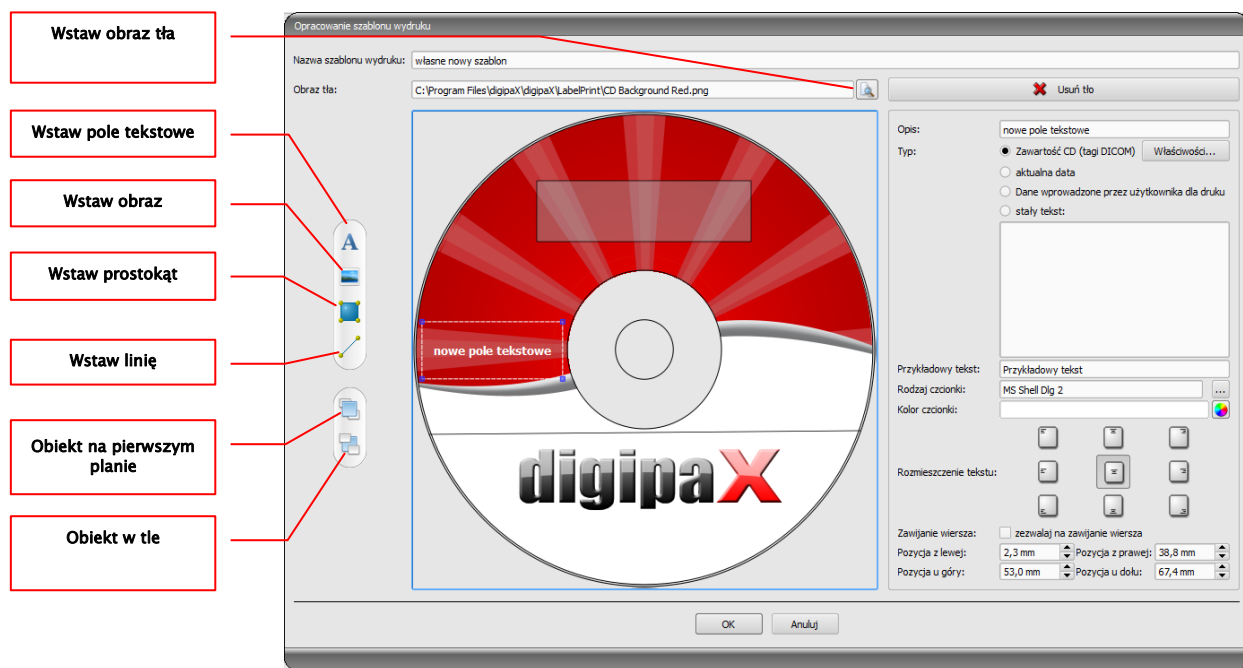 Wstaw obraz tła
Wstaw pole tekstowe
Wstaw obraz
Wstaw prostokąt
Wstaw linię
Obiekt na pierwszym
planie
Obiekt w tle
Opracowanie szablonu wydruku
Nazwa szablonu wydruku: własne nowy szablon
Obraz tła: C:\Program Files\digipaX\digipaX\LabelPrint\CD Background Red.png
Usuń tło
A
nowe pole tekstowe
digipaX
Opis: nowe pole tekstowe
Typ: Zawartość CD (tagi DICOM) Właściwości...
aktualna data
Dane wprowadzone przez użytkownika dla druku
stały tekst:
Przykładowy tekst: Przykładowy tekst
Rodzaj czcionki: MS Shell Dlg 2 ...
Kolor czcionki:
Rozmieszczenie tekstu:
Zawijanie wiersza: zezwalaj na zawijanie wiersza
Pozycja z lewej: 2,3 mm Pozycja z prawej: 38,8 mm
Pozycja u góry: 53,0 mm Pozycja u dołu: 67,4 mm
OK Anuluj